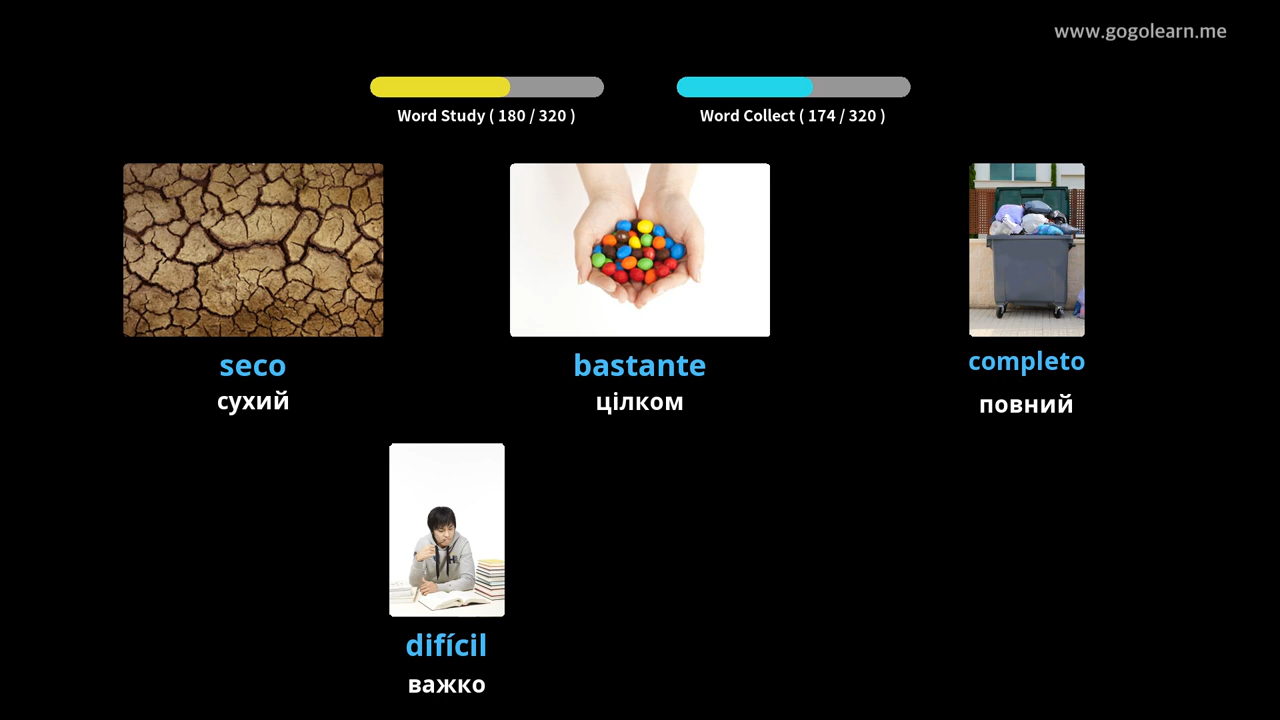 www.gogolearn.me
Word Study ( 180 / 320 )
Word Collect ( 174 / 320 )
seco
сухий
bastante
цілком
completo
повний
difícil
важко